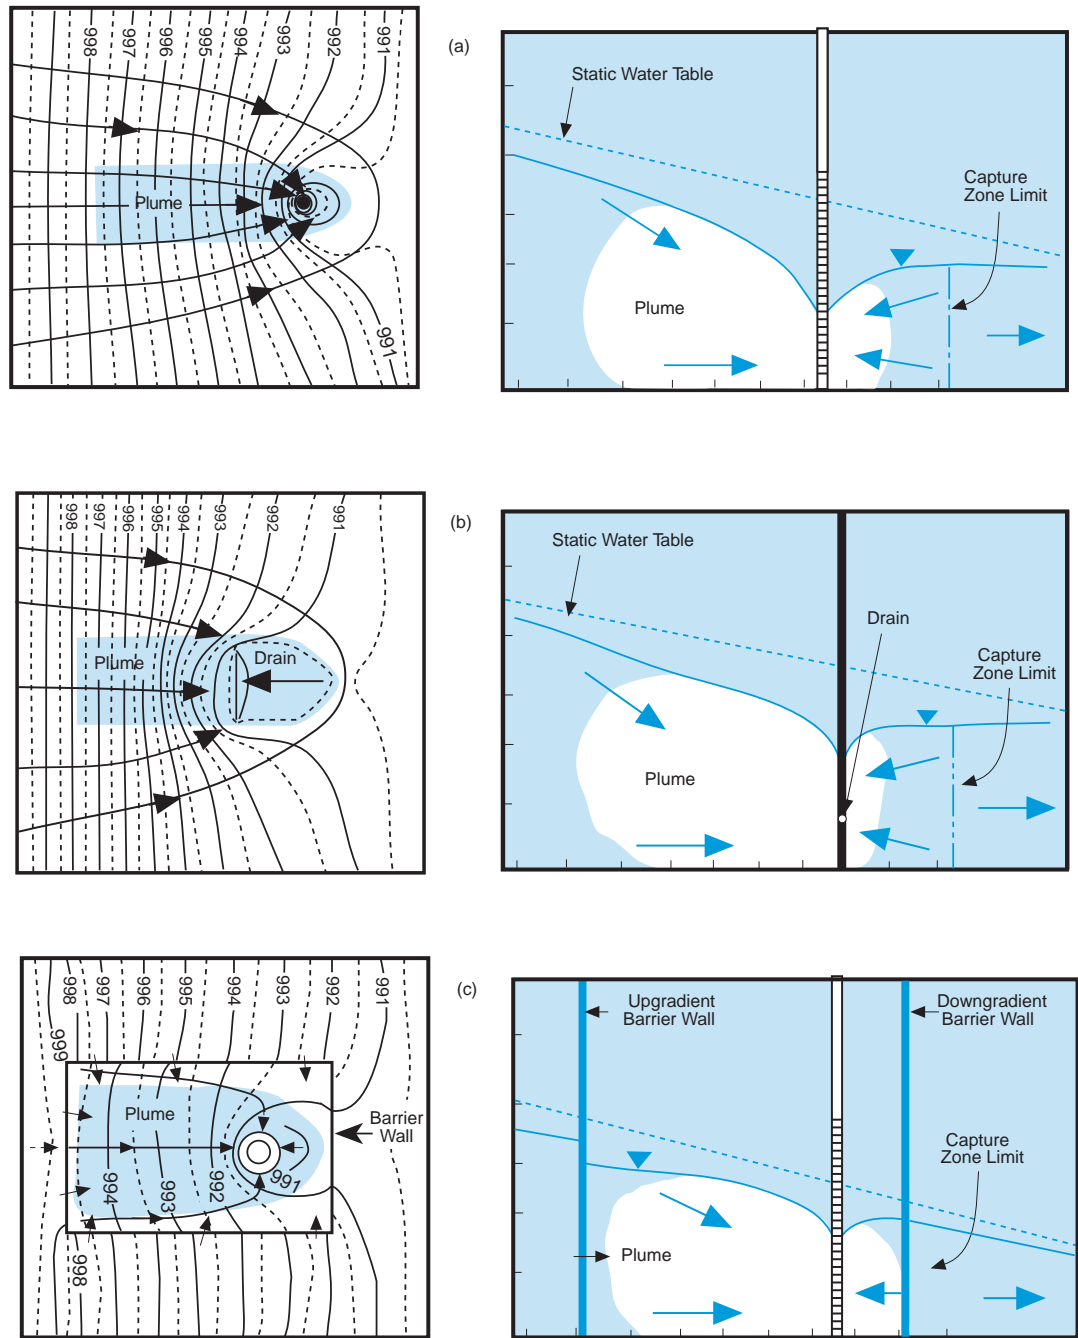 998
997
996
995
994
993
992
991
Plume
991
(a)
Static Water Table
Capture
Zone Limit
Plume
998
997
996
995
994
993
992
991
Plume
Drain
(b)
Static Water Table
Drain
Capture
Zone Limit
Plume
998
997
996
995
994
993
992
991
999
Plume
Barrier
Wall
994
993
992
991
998
(c)
Upgradient
Barrier Wall
Downgradient
Barrier Wall
Capture
Zone Limit
Plume